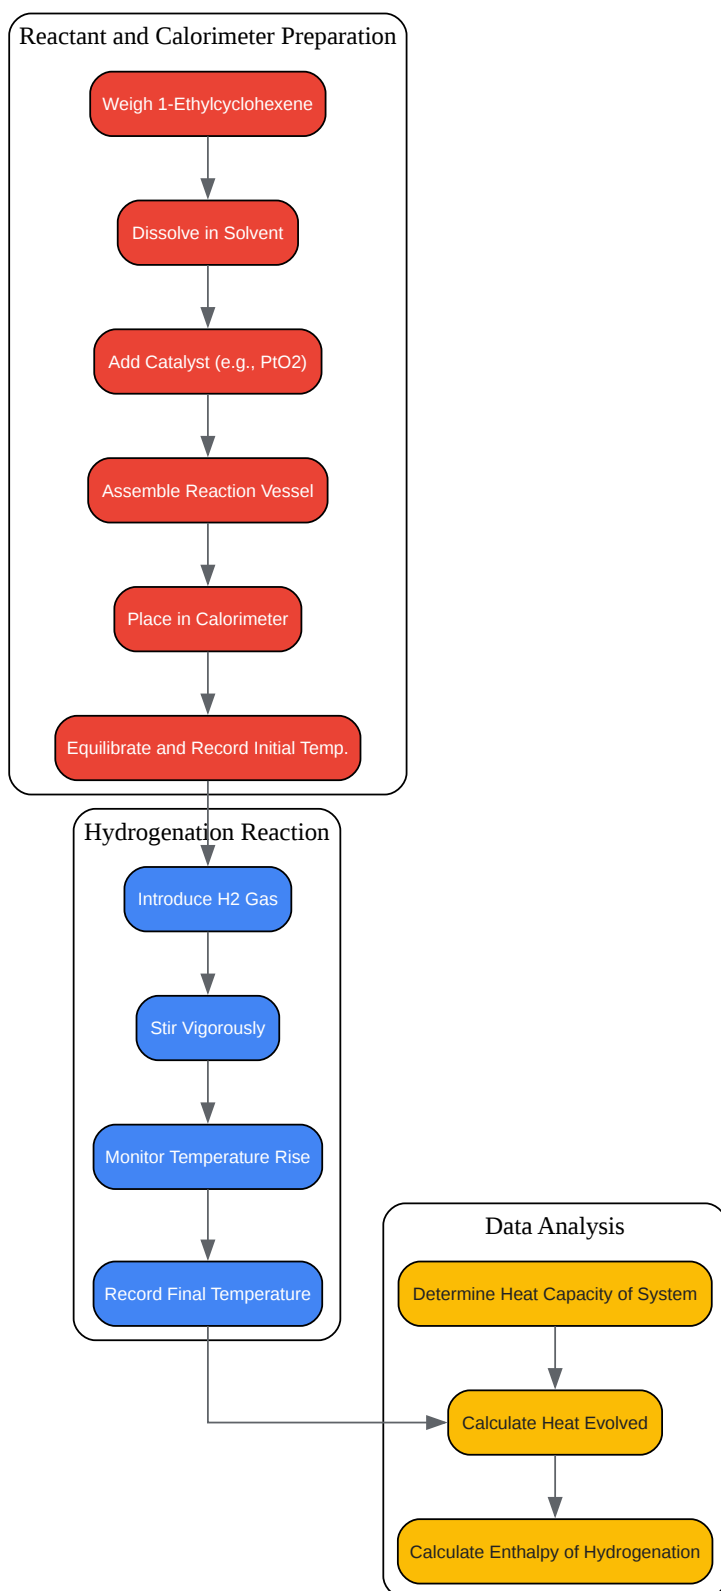 Reactant and Calorimeter Preparation
Weigh 1-Ethylcyclohexene
Dissolve in Solvent
Add Catalyst (e.g., PtO2)
Assemble Reaction Vessel
Place in Calorimeter
Equilibrate and Record Initial Temp.
Hydrogenation Reaction
Introduce H2 Gas
Stir Vigorously
Monitor Temperature Rise
Record Final Temperature
Data Analysis
Determine Heat Capacity of System
Calculate Heat Evolved
Calculate Enthalpy of Hydrogenation